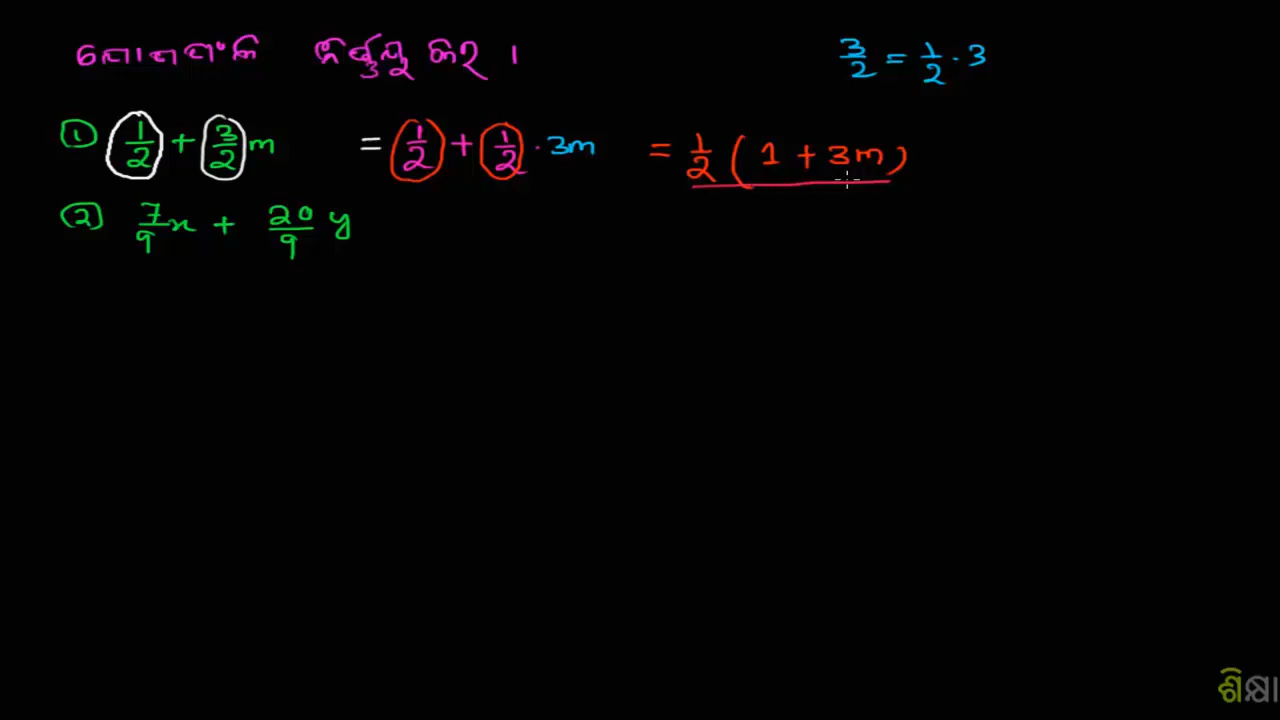 ଯୋଗଫଳକି ନିର୍ଣ୍ଣୟ କର ।
3/2 = 1/2 · 3
① 1/2 + 3/2 m = 1/2 + 1/2 · 3m = 1/2 ( 1 + 3m )
② 7/9 x + 20/9 y
ଶିକ୍ଷା